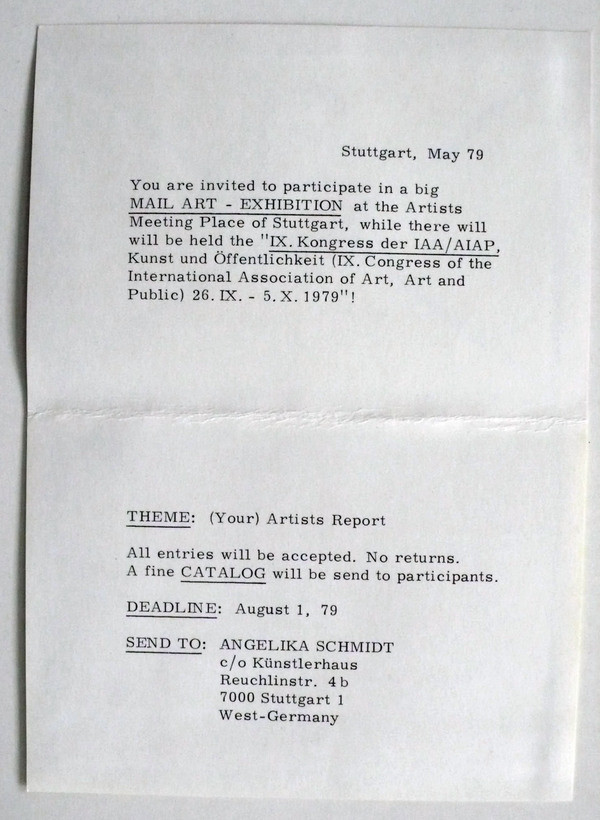 Stuttgart, May 79
You are invited to participate in a big
MAIL ART - EXHIBITION at the Artists
Meeting Place of Stuttgart, while there will
will be held the "IX. Kongress der IAA/AIAP,
Kunst und Öffentlichkeit (IX. Congress of the
International Association of Art, Art and
Public) 26. IX. - 5. X. 1979"!
THEME: (Your) Artists Report
All entries will be accepted. No returns.
A fine CATALOG will be send to participants.
DEADLINE: August 1, 79
SEND TO: ANGELIKA SCHMIDT
c/o Künstlerhaus
Reuchlinstr. 4b
7000 Stuttgart 1
West-Germany